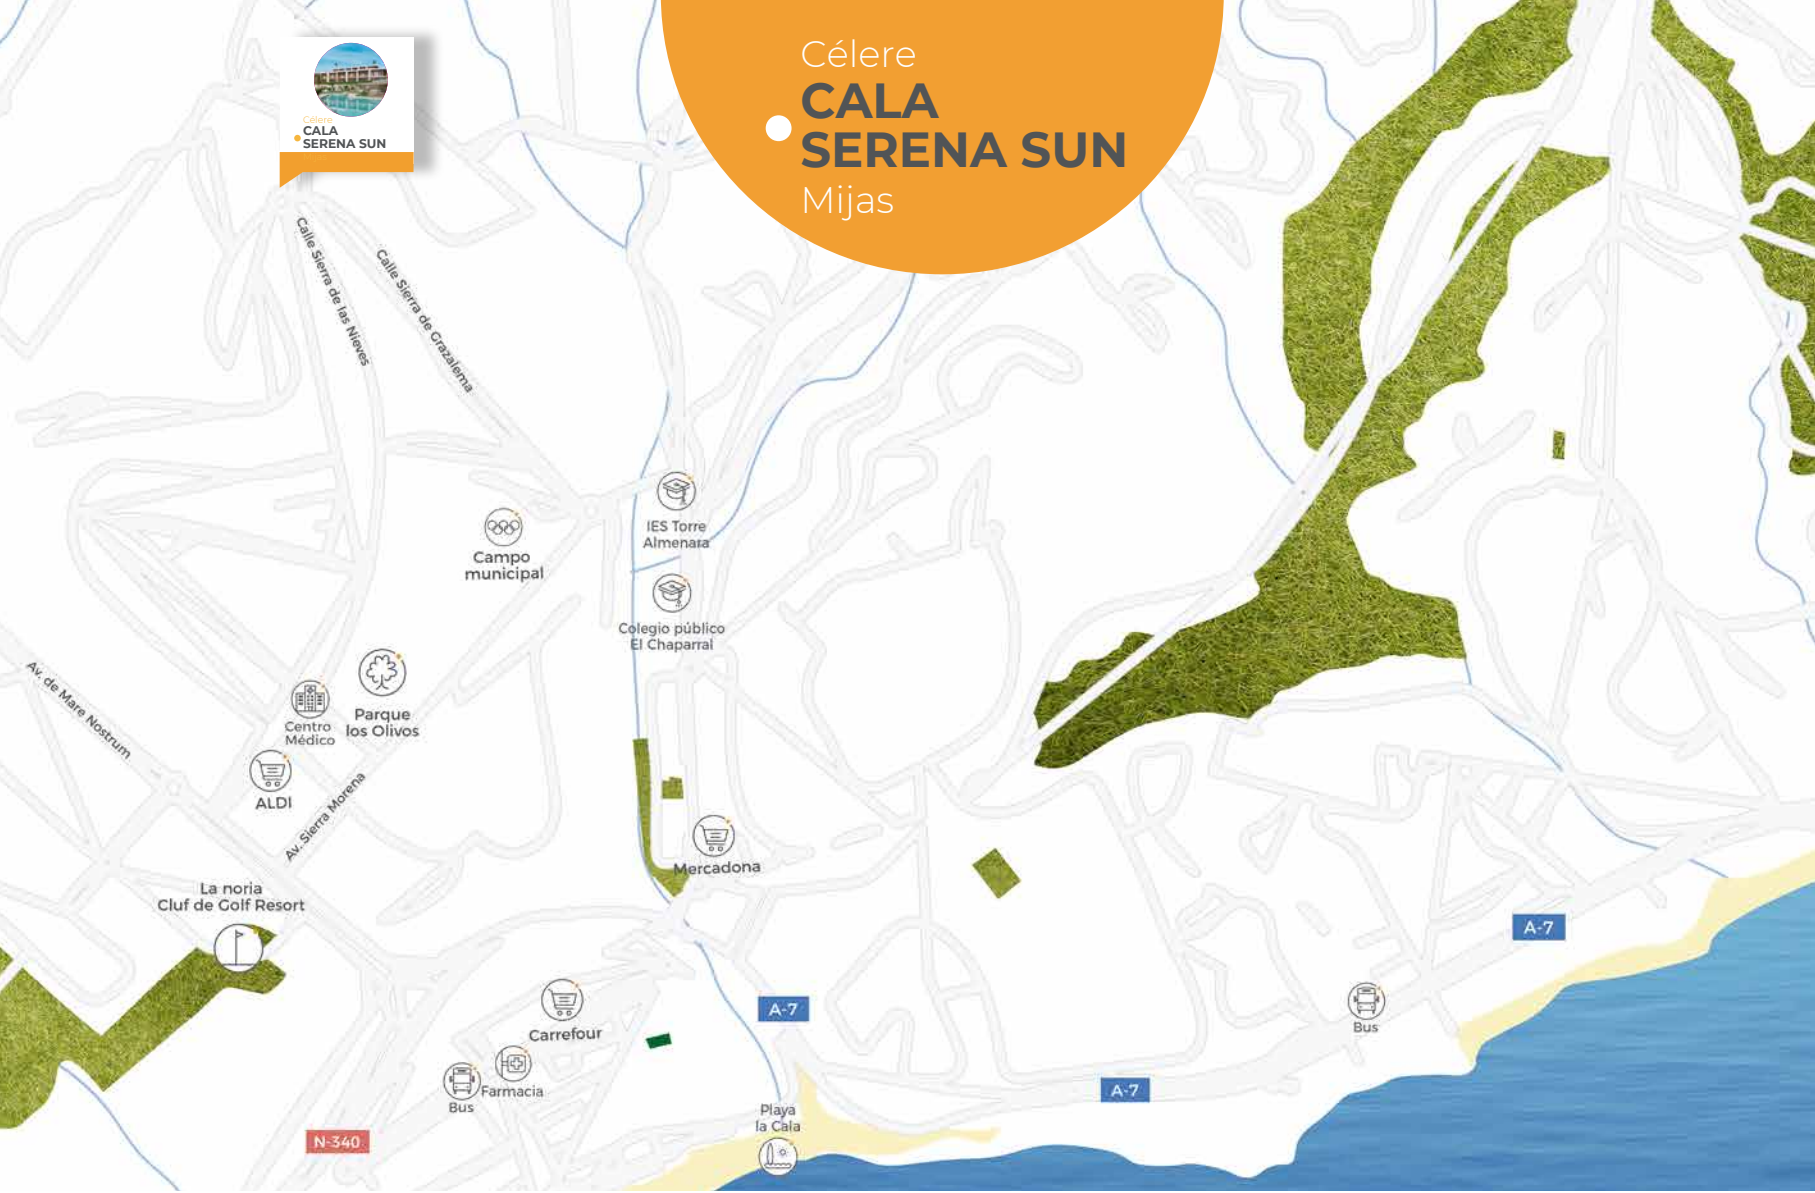 Célere
CALA
SERENA SUN
Mijas
Célere
CALA
SERENA SUN
Calle Sierra de las Nieves
Calle Sierra de Grazalema
IES Torre
Almenara
Campo
municipal
Colegio público
El Chaparral
Av. de Mare Nostrum
Parque
los Olivos
Centro
Médico
ALDI
Av. Sierra Morena
Mercadona
La noria
Cluf de Golf Resort
A-7
A-7
Carrefour
Bus
Farmacia
Bus
A-7
Playa
la Cala
N-340